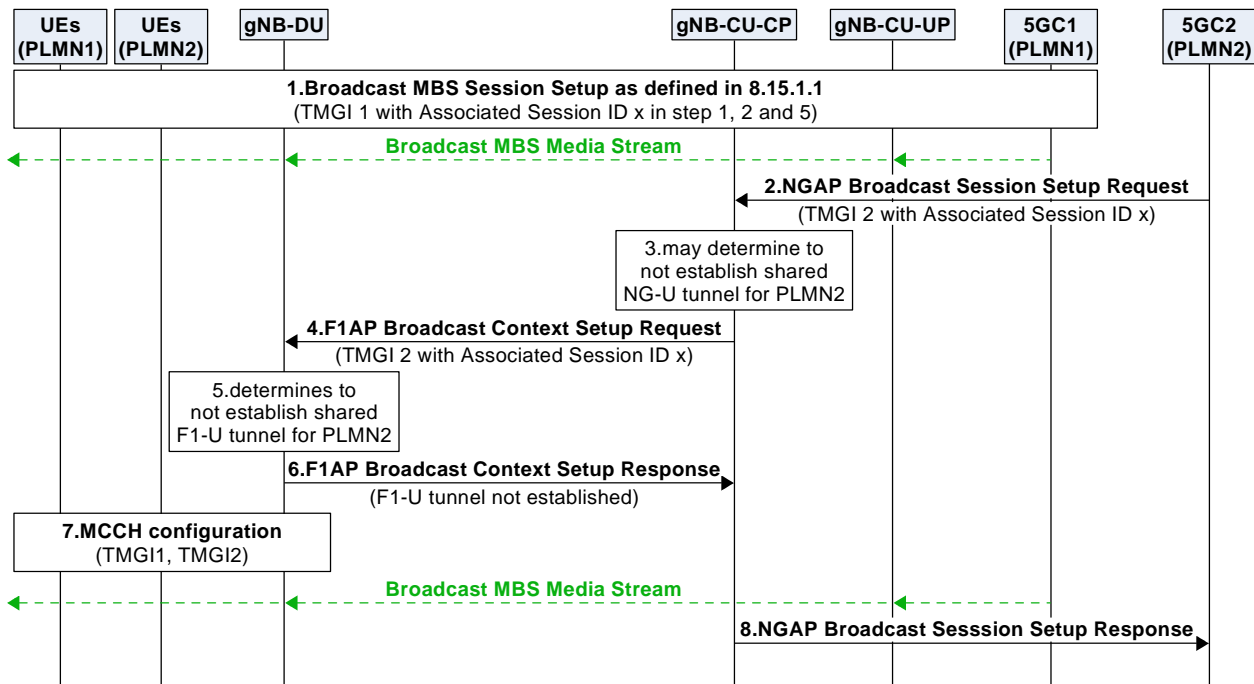 UEs
(PLMN1)
UEs
(PLMN2)
gNB-DU
gNB-CU-CP
gNB-CU-UP
5GC1
(PLMN1)
5GC2
(PLMN2)
1.Broadcast MBS Session Setup as defined in 8.15.1.1
(TMGI 1 with Associated Session ID x in step 1, 2 and 5)
Broadcast MBS Media Stream
2.NGAP Broadcast Session Setup Request
(TMGI 2 with Associated Session ID x)
3.may determine to
not establish shared
NG-U tunnel for PLMN2
4.F1AP Broadcast Context Setup Request
(TMGI 2 with Associated Session ID x)
5.determines to
not establish shared
F1-U tunnel for PLMN2
6.F1AP Broadcast Context Setup Response
(F1-U tunnel not established)
7.MCCH configuration
(TMGI1, TMGI2)
Broadcast MBS Media Stream
8.NGAP Broadcast Sesssion Setup Response